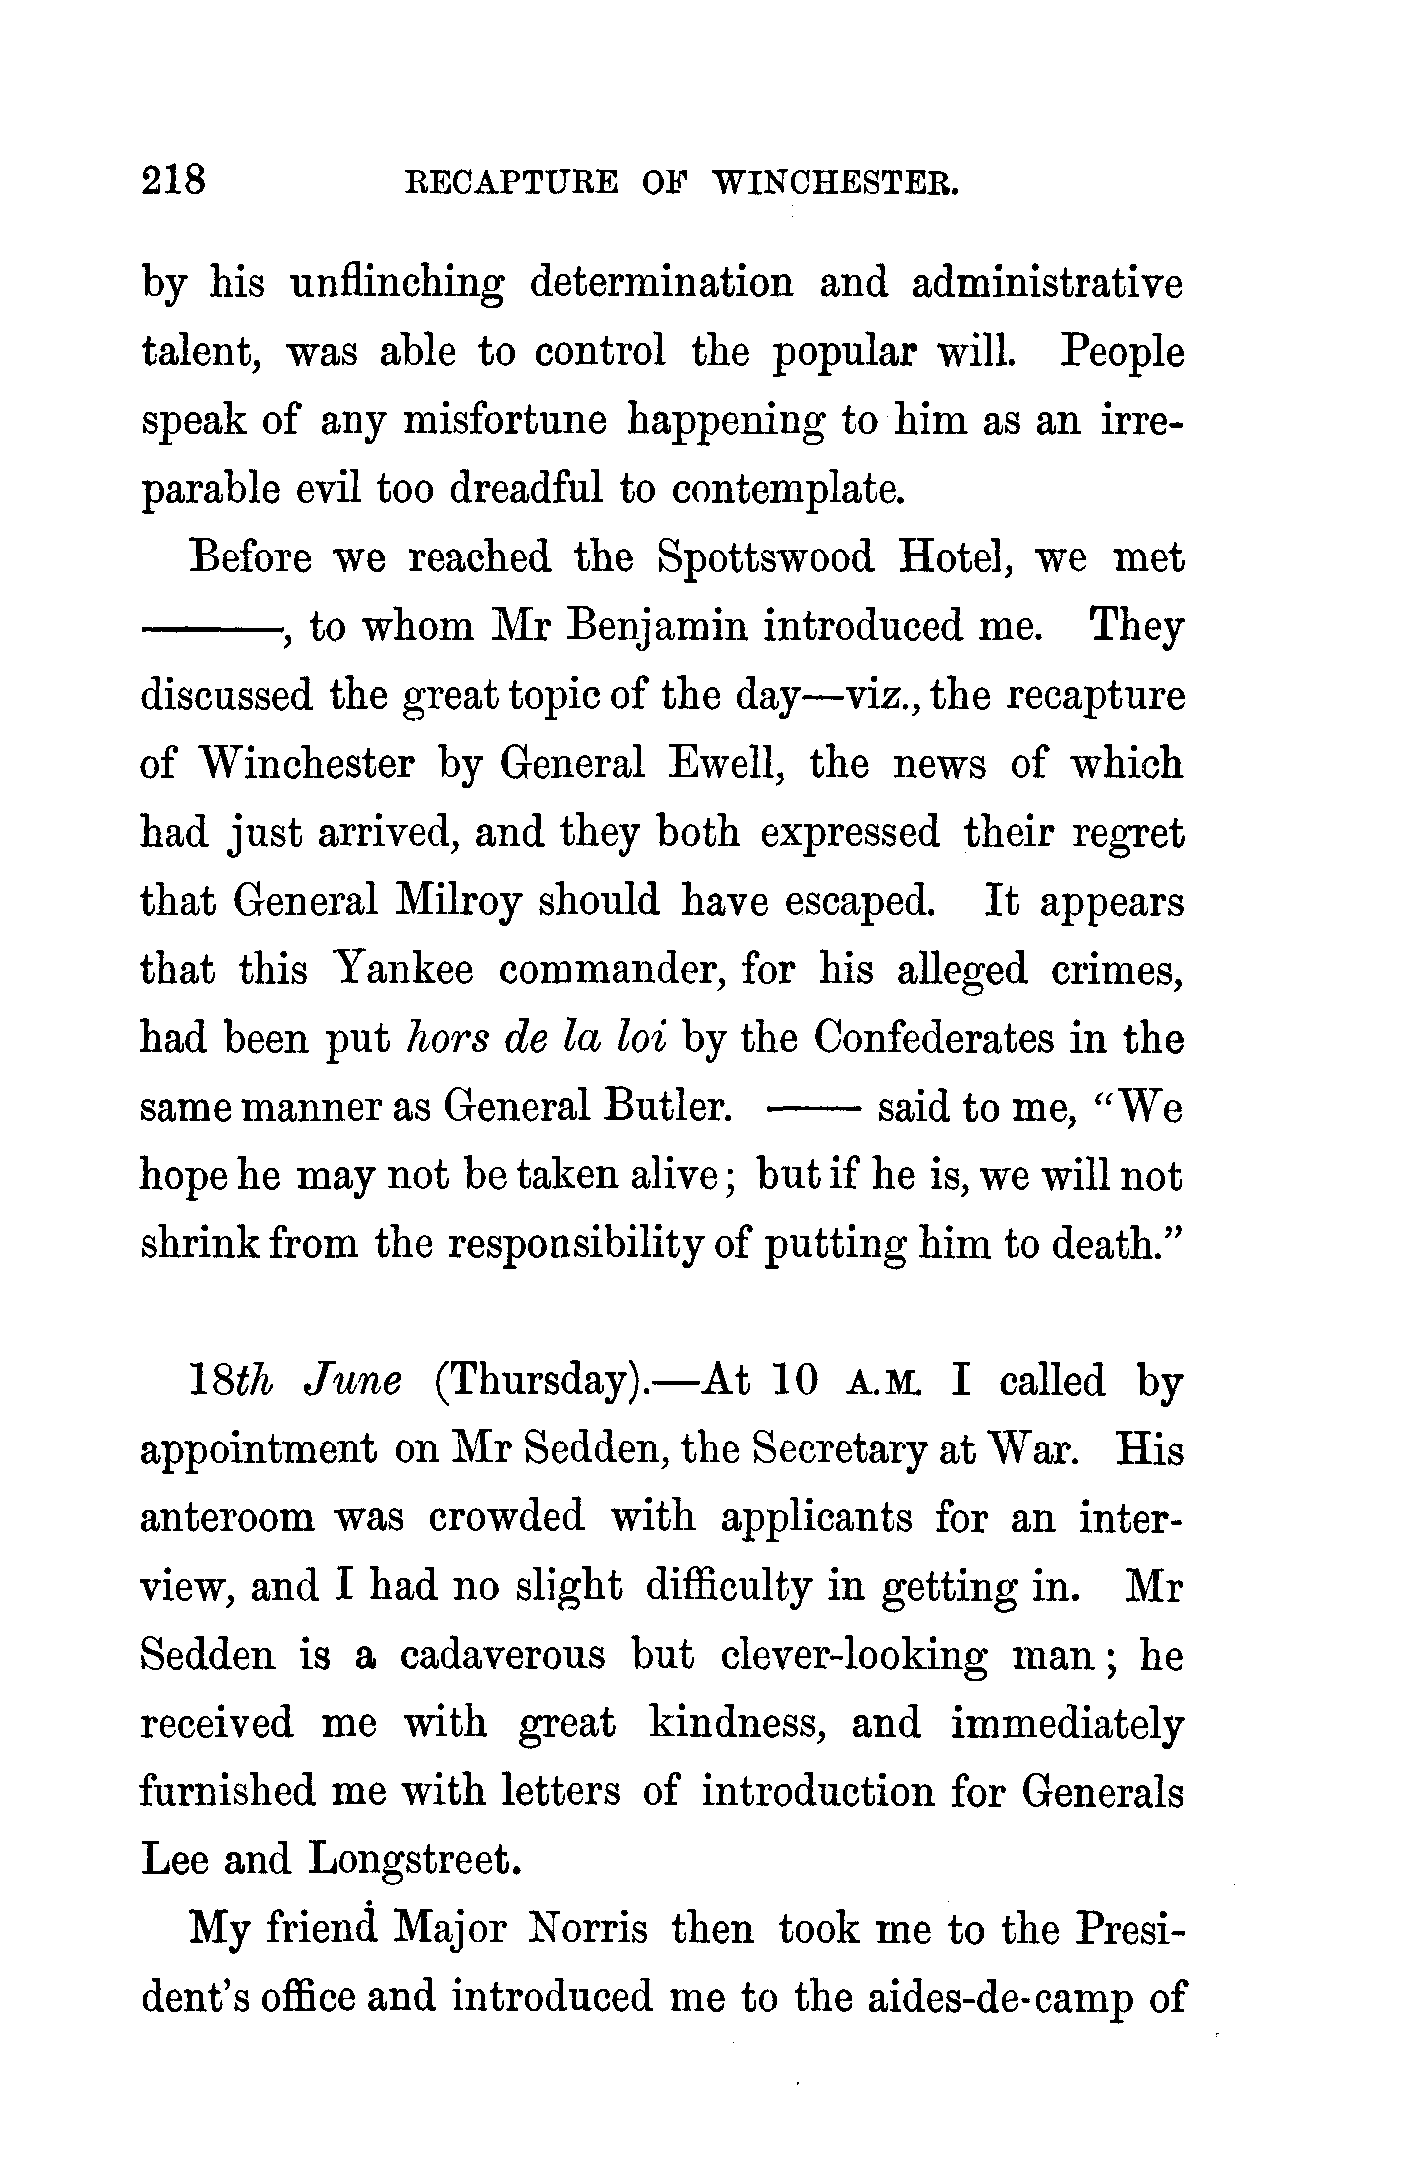 218 RECAPTURE OF WINCHESTER.
by his unflinching determination and administrative
talent, was able to control the popular will. People
speak of any misfortune happening to him as an irre-
parable evil too dreadful to contemplate.
Before we reached the Spottswood Hotel, we met
———, to whom Mr Benjamin introduced me. They
discussed the great topic of the day—viz., the recapture
of Winchester by General Ewell, the news of which
had just arrived, and they both expressed their regret
that General Milroy should have escaped. It appears
that this Yankee commander, for his alleged crimes,
had been put hors de la loi by the Confederates in the
same manner as General Butler. —— said to me, “We
hope he may not be taken alive; but if he is, we will not
shrink from the responsibility of putting him to death.”
18th June (Thursday).—At 10 A.M. I called by
appointment on Mr Sedden, the Secretary at War. His
anteroom was crowded with applicants for an inter-
view, and I had no slight difficulty in getting in. Mr
Sedden is a cadaverous but clever-looking man; he
received me with great kindness, and immediately
furnished me with letters of introduction for Generals
Lee and Longstreet.
My friend Major Norris then took me to the Presi-
dent’s office and introduced me to the aides-de-camp of